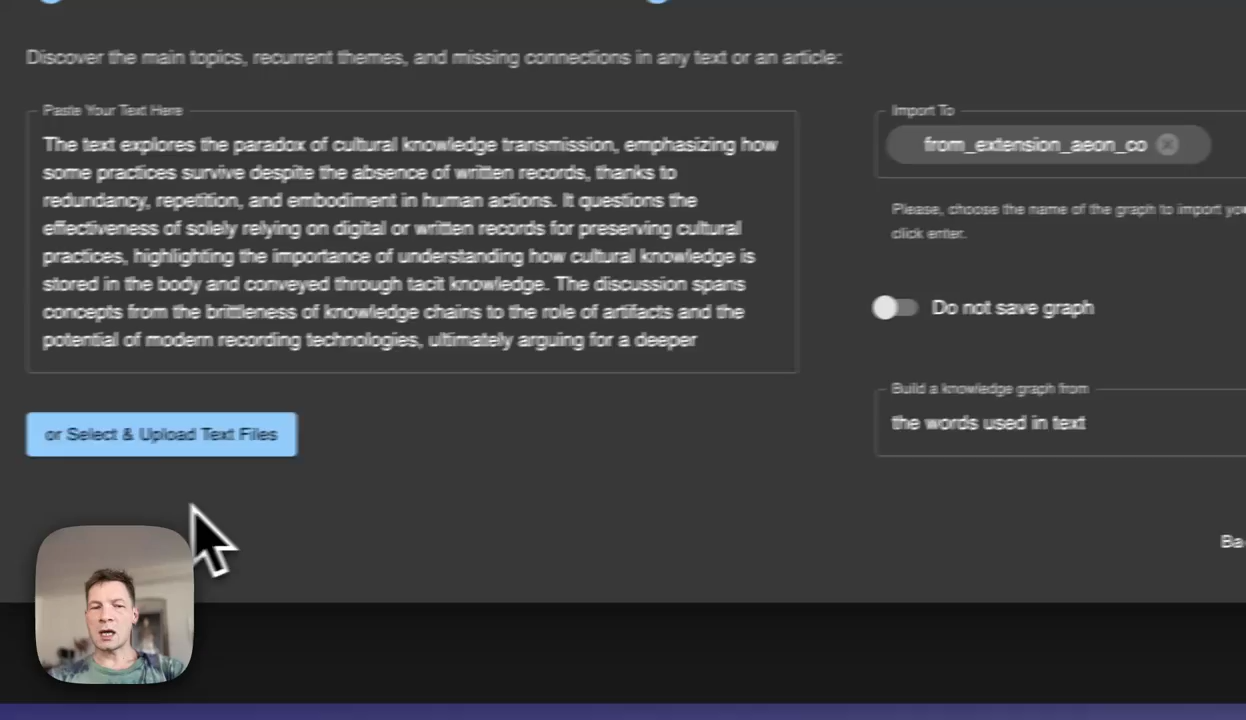 Discover the main topics, recurrent themes, and missing connections in any text or an article:
Paste Your Text Here
The text explores the paradox of cultural knowledge transmission, emphasizing how
some practices survive despite the absence of written records, thanks to
redundancy, repetition, and embodiment in human actions. It questions the
effectiveness of solely relying on digital or written records for preserving cultural
practices, highlighting the importance of understanding how cultural knowledge is
stored in the body and conveyed through tacit knowledge. The discussion spans
concepts from the brittleness of knowledge chains to the role of artifacts and the
potential of modern recording technologies, ultimately arguing for a deeper
or Select & Upload Text Files
Import To
from_extension_aeon_co
Please, choose the name of the graph to import
click enter.
Do not save graph
Build a knowledge graph from
the words used in text